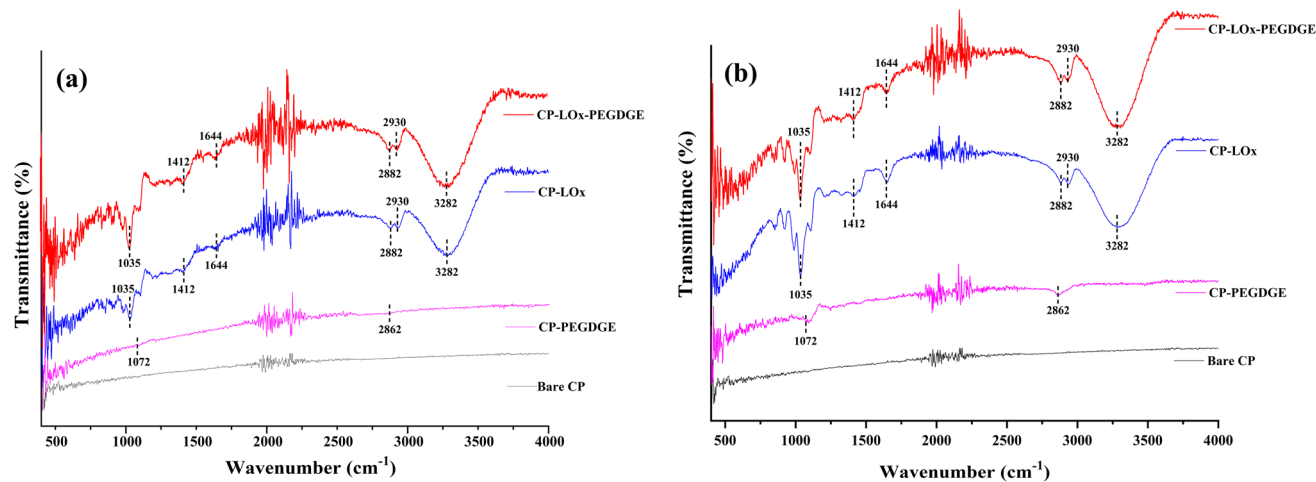 (a)
CP-LOx-PEGDGE
CP-LOx
CP-PEGDGE
Bare CP
1035
1412
1644
2882
2930
3282
1035
1412
1644
2882
2930
3282
1072
2862
Transmittance (%)
500 1000 1500 2000 2500 3000 3500 4000
Wavenumber (cm⁻¹)
(b)
CP-LOx-PEGDGE
CP-LOx
CP-PEGDGE
Bare CP
1035
1412
1644
2882
2930
3282
1035
1412
1644
2882
2930
3282
1072
2862
Transmittance (%)
500 1000 1500 2000 2500 3000 3500 4000
Wavenumber (cm⁻¹)